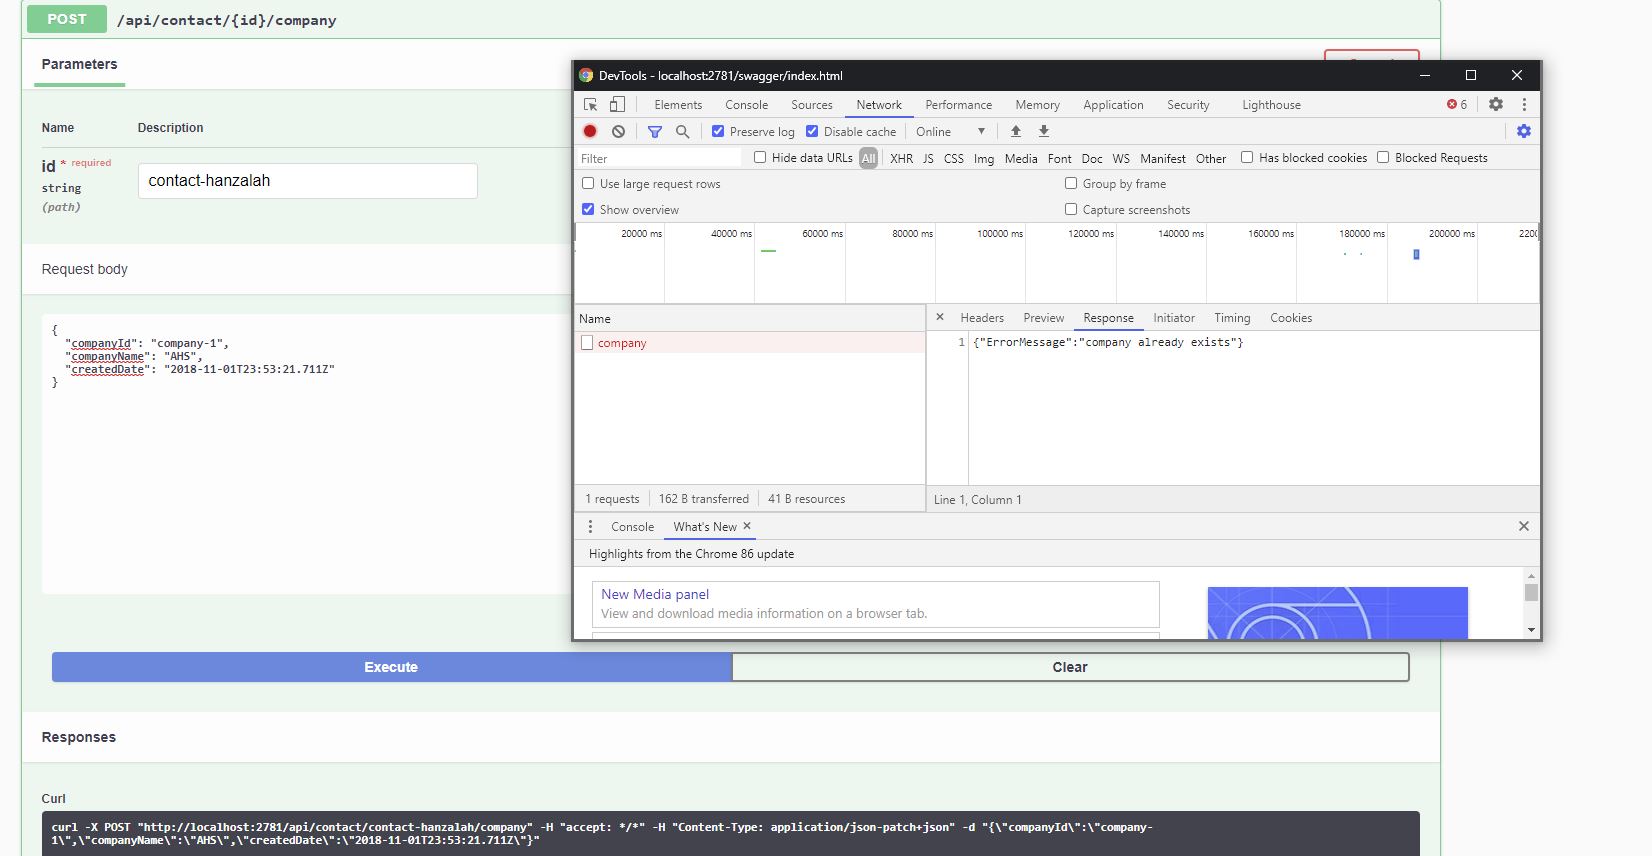 POST /api/contact/{id}/company
Parameters
Name Description
id * required
string
(path)
contact-hanzalah
Request body
{
"companyId": "company-1",
"companyName": "AHS",
"createdDate": "2018-11-01T23:53:21.711Z"
}
DevTools - localhost:2781/swagger/index.html
Elements Console Sources Network Performance Memory Application Security Lighthouse 6
Preserve log Disable cache Online
Filter Hide data URLs All XHR JS CSS Img Media Font Doc WS Manifest Other Has blocked cookies Blocked Requests
Use large request rows Group by frame
Show overview Capture screenshots
20000 ms 40000 ms 60000 ms 80000 ms 100000 ms 120000 ms 140000 ms 160000 ms 180000 ms 200000 ms 220
Name
company
Headers Preview Response Initiator Timing Cookies
1 {"ErrorMessage":"company already exists"}
1 requests 162 B transferred 41 B resources
Line 1, Column 1
Console What's New
Highlights from the Chrome 86 update
New Media panel
View and download media information on a browser tab.
Execute Clear
Responses
Curl
curl -X POST "http://localhost:2781/api/contact/contact-hanzalah/company" -H "accept: */*" -H "Content-Type: application/json-patch+json" -d "{\"companyId\":\"company-
1\",\"companyName\":\"AHS\",\"createdDate\":\"2018-11-01T23:53:21.711Z\"}"